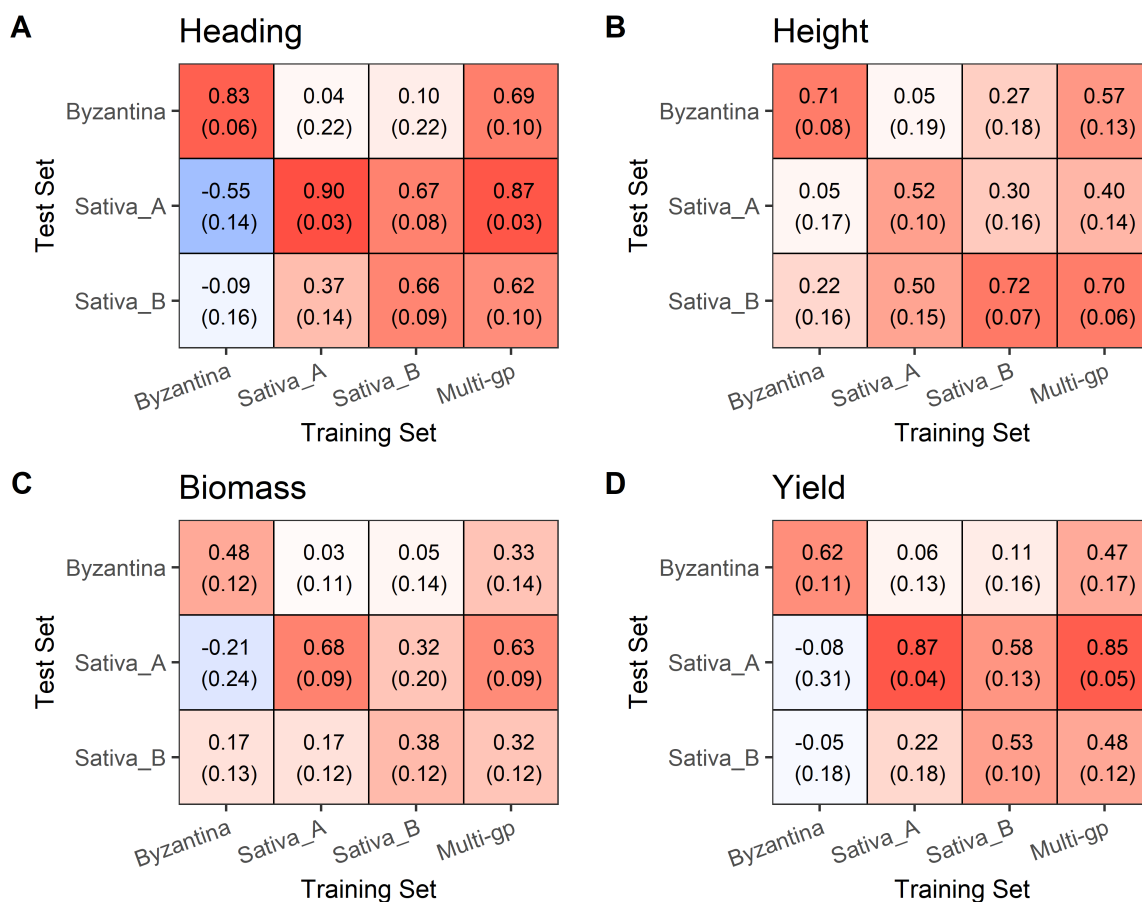 A Heading
Test Set
Byzantina 0.83 0.04 0.10 0.69
(0.06) (0.22) (0.22) (0.10)
Sativa_A -0.55 0.90 0.67 0.87
(0.14) (0.03) (0.08) (0.03)
Sativa_B -0.09 0.37 0.66 0.62
(0.16) (0.14) (0.09) (0.10)
Byzantina Sativa_A Sativa_B Multi-gp
Training Set
B Height
Test Set
Byzantina 0.71 0.05 0.27 0.57
(0.08) (0.19) (0.18) (0.13)
Sativa_A 0.05 0.52 0.30 0.40
(0.17) (0.10) (0.16) (0.14)
Sativa_B 0.22 0.50 0.72 0.70
(0.16) (0.15) (0.07) (0.06)
Byzantina Sativa_A Sativa_B Multi-gp
Training Set
C Biomass
Test Set
Byzantina 0.48 0.03 0.05 0.33
(0.12) (0.11) (0.14) (0.14)
Sativa_A -0.21 0.68 0.32 0.63
(0.24) (0.09) (0.20) (0.09)
Sativa_B 0.17 0.17 0.38 0.32
(0.13) (0.12) (0.12) (0.12)
Byzantina Sativa_A Sativa_B Multi-gp
Training Set
D Yield
Test Set
Byzantina 0.62 0.06 0.11 0.47
(0.11) (0.13) (0.16) (0.17)
Sativa_A -0.08 0.87 0.58 0.85
(0.31) (0.04) (0.13) (0.05)
Sativa_B -0.05 0.22 0.53 0.48
(0.18) (0.18) (0.10) (0.12)
Byzantina Sativa_A Sativa_B Multi-gp
Training Set